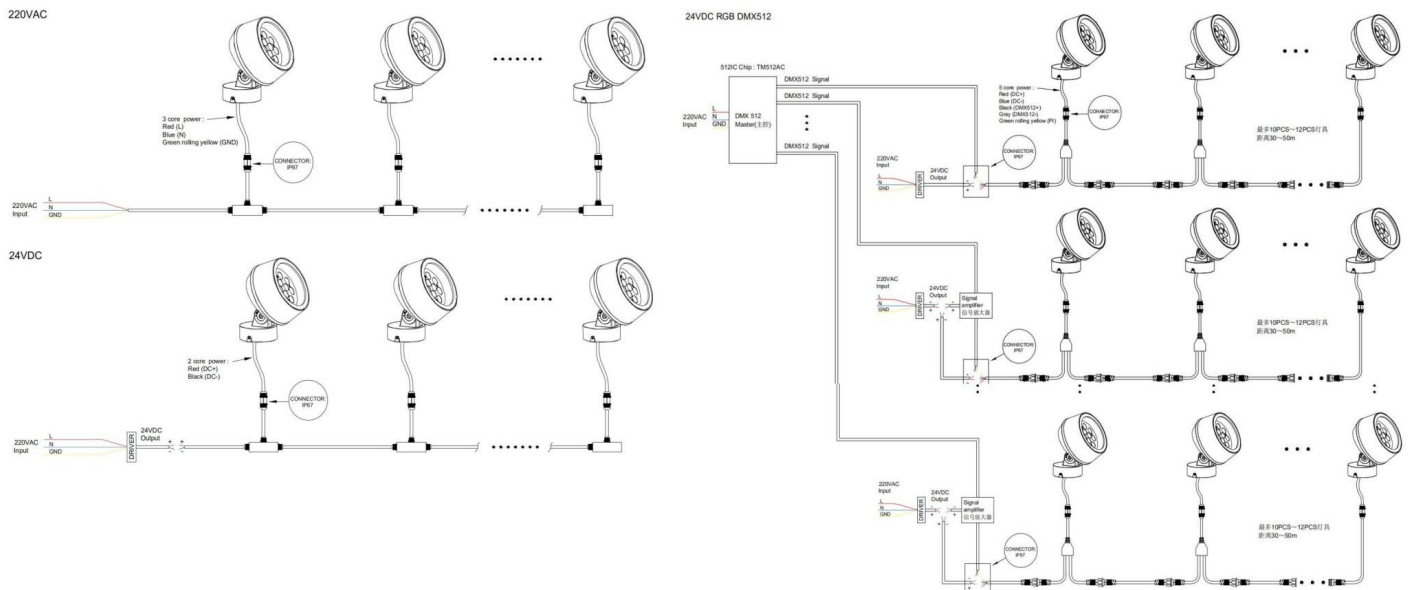 220VAC
3 core power :
Red (L)
Blue (N)
Green rolling yellow (GND)
CONNECTOR:
IP67
220VAC
Input
L
N
GND
24VDC
2 core power :
Red (DC+)
Black (DC-)
CONNECTOR:
IP67
220VAC
Input
L
N
GND
DRIVER
24VDC
Output
+ +
- -
24VDC RGB DMX512
512IC Chip : TM512AC
220VAC
Input
L
N
GND
DMX 512
Master(主控)
DMX512 Signal
DMX512 Signal
DMX512 Signal
5 core power :
Red (DC+)
Blue (DC-)
Black (DMX512+)
Gray (DMX512-)
Green rolling yellow (PI)
CONNECTOR:
IP67
CONNECTOR:
IP67
220VAC
Input
L
N
GND
DRIVER
24VDC
Output
最多10PCS～12PCS灯具
距离30～50m
220VAC
Input
L
N
GND
DRIVER
24VDC
Output
Signal
amplifier
信号放大器
CONNECTOR:
IP67
最多10PCS～12PCS灯具
距离30～50m
220VAC
Input
L
N
GND
DRIVER
24VDC
Output
Signal
amplifier
信号放大器
CONNECTOR:
IP67
最多10PCS～12PCS灯具
距离30～50m